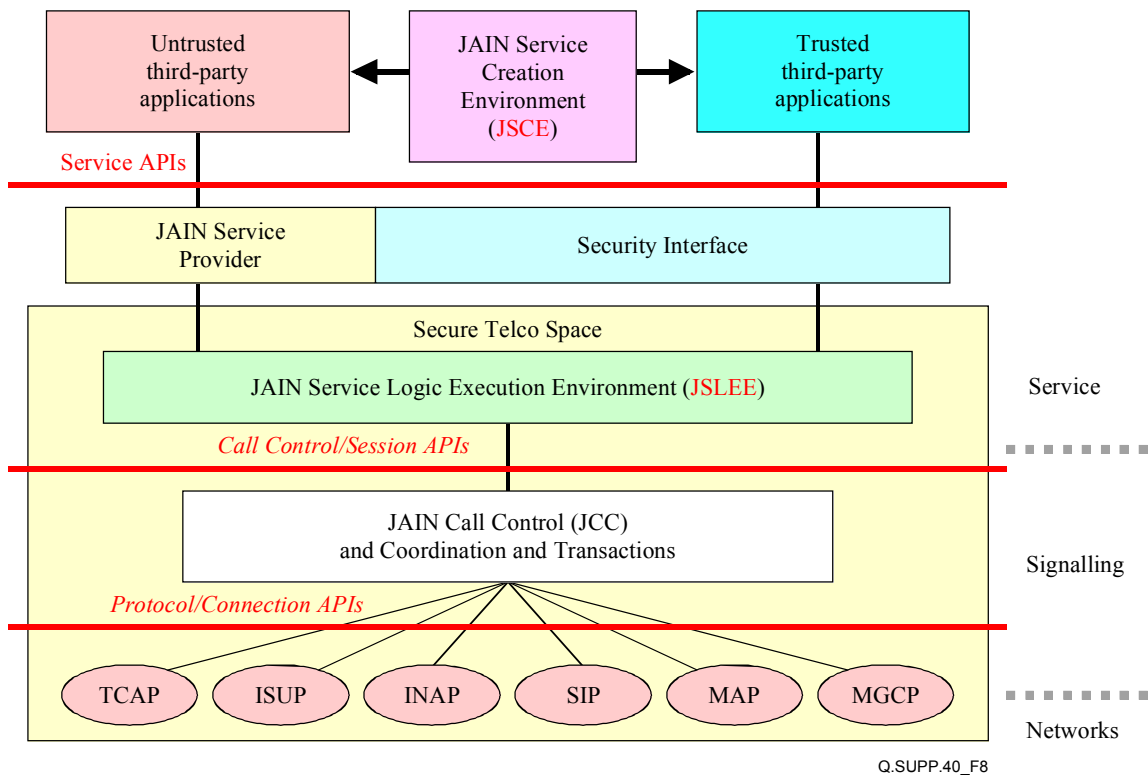 Untrusted
third-party
applications
JAIN Service
Creation
Environment
(JSCE)
Trusted
third-party
applications
Service APIs
JAIN Service
Provider
Security Interface
Secure Telco Space
JAIN Service Logic Execution Environment (JSLEE)
Service
Call Control/Session APIs
JAIN Call Control (JCC)
and Coordination and Transactions
Signalling
Protocol/Connection APIs
TCAP
ISUP
INAP
SIP
MAP
MGCP
Networks
Q.SUPP.40_F8